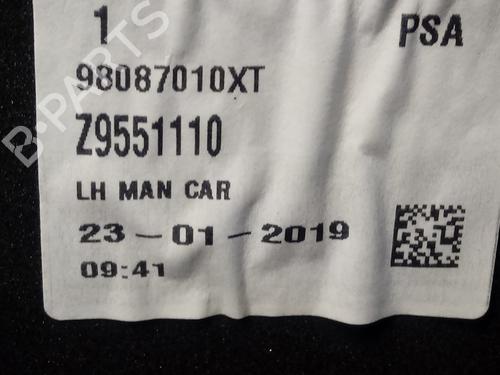 1 PSA
98087010XT
Z9551110
LH MAN CAR
23-01-2019
09:41
B-PARTS